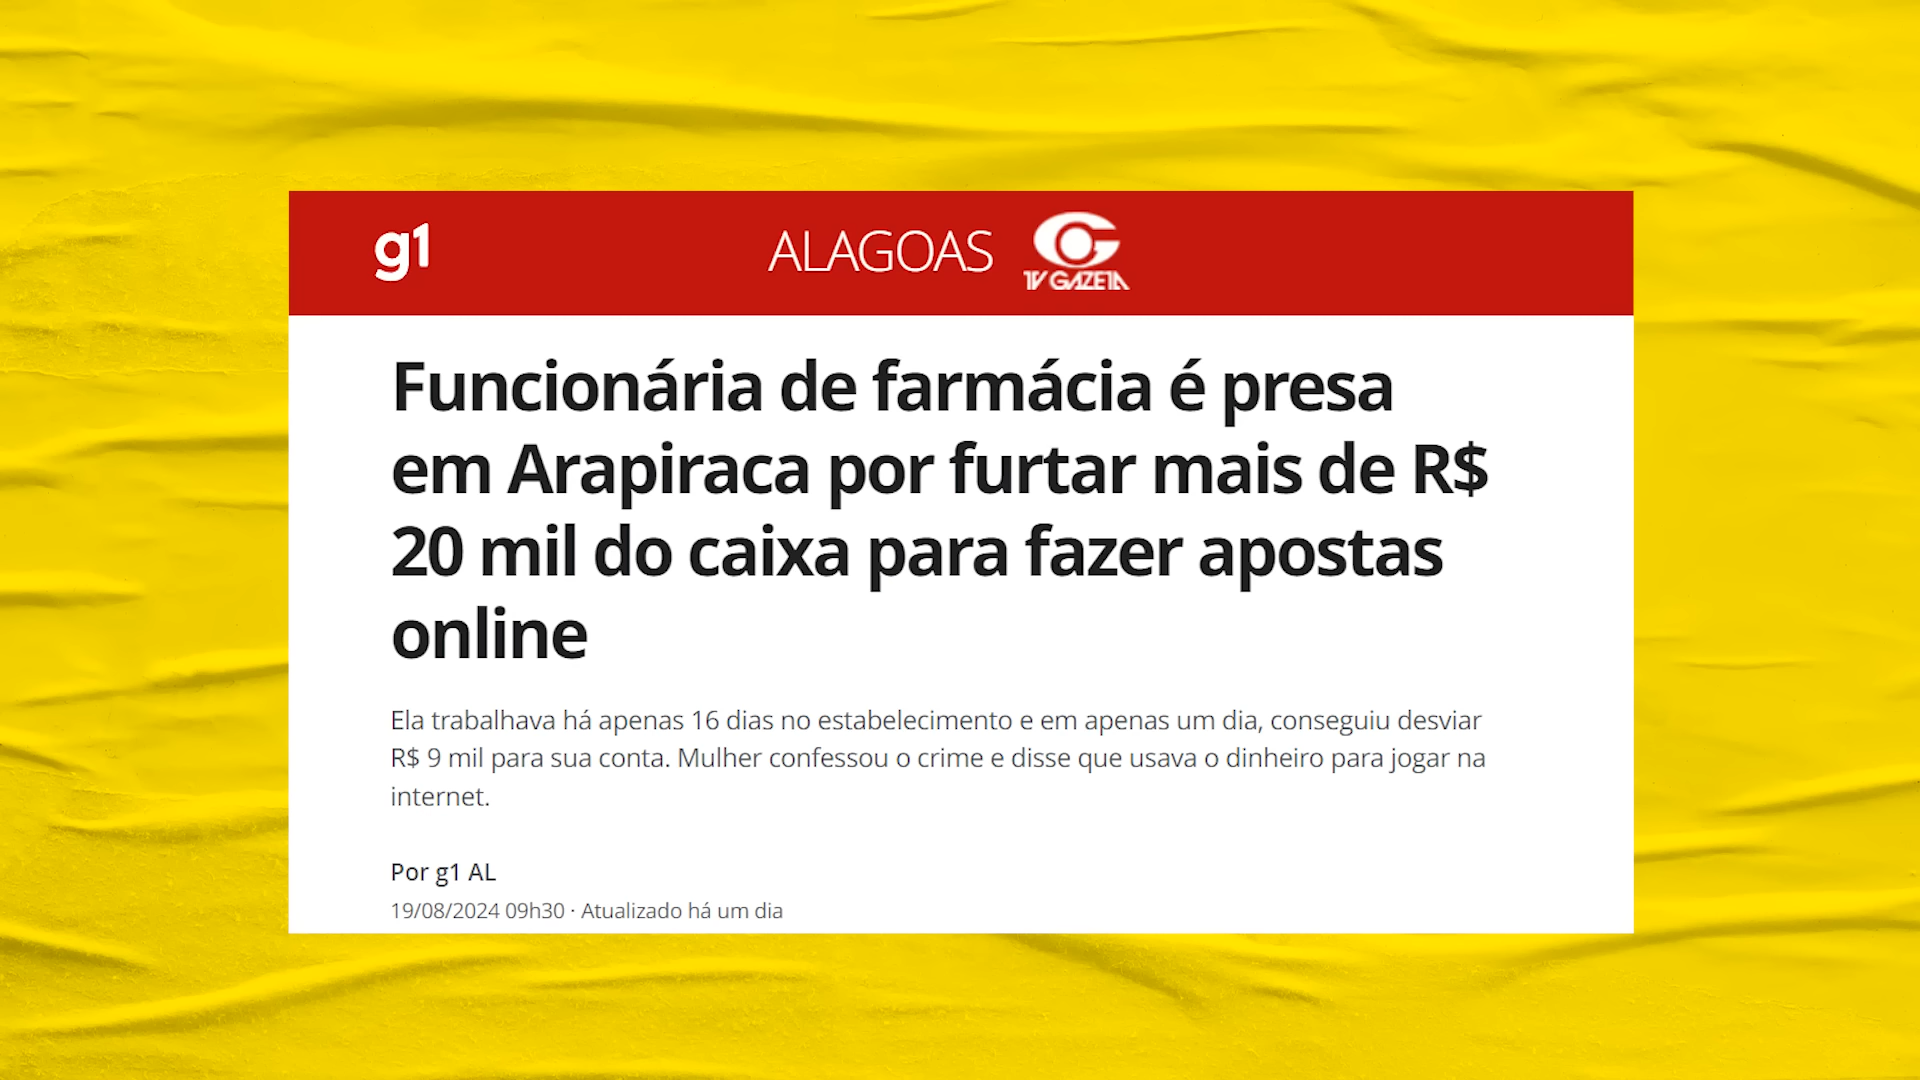 g1
ALAGOAS
TV GAZETA
Funcionária de farmácia é presa
em Arapiraca por furtar mais de R$
20 mil do caixa para fazer apostas
online
Ela trabalhava há apenas 16 dias no estabelecimento e em apenas um dia, conseguiu desviar
R$ 9 mil para sua conta. Mulher confessou o crime e disse que usava o dinheiro para jogar na
internet.
Por g1 AL
19/08/2024 09h30 · Atualizado há um dia